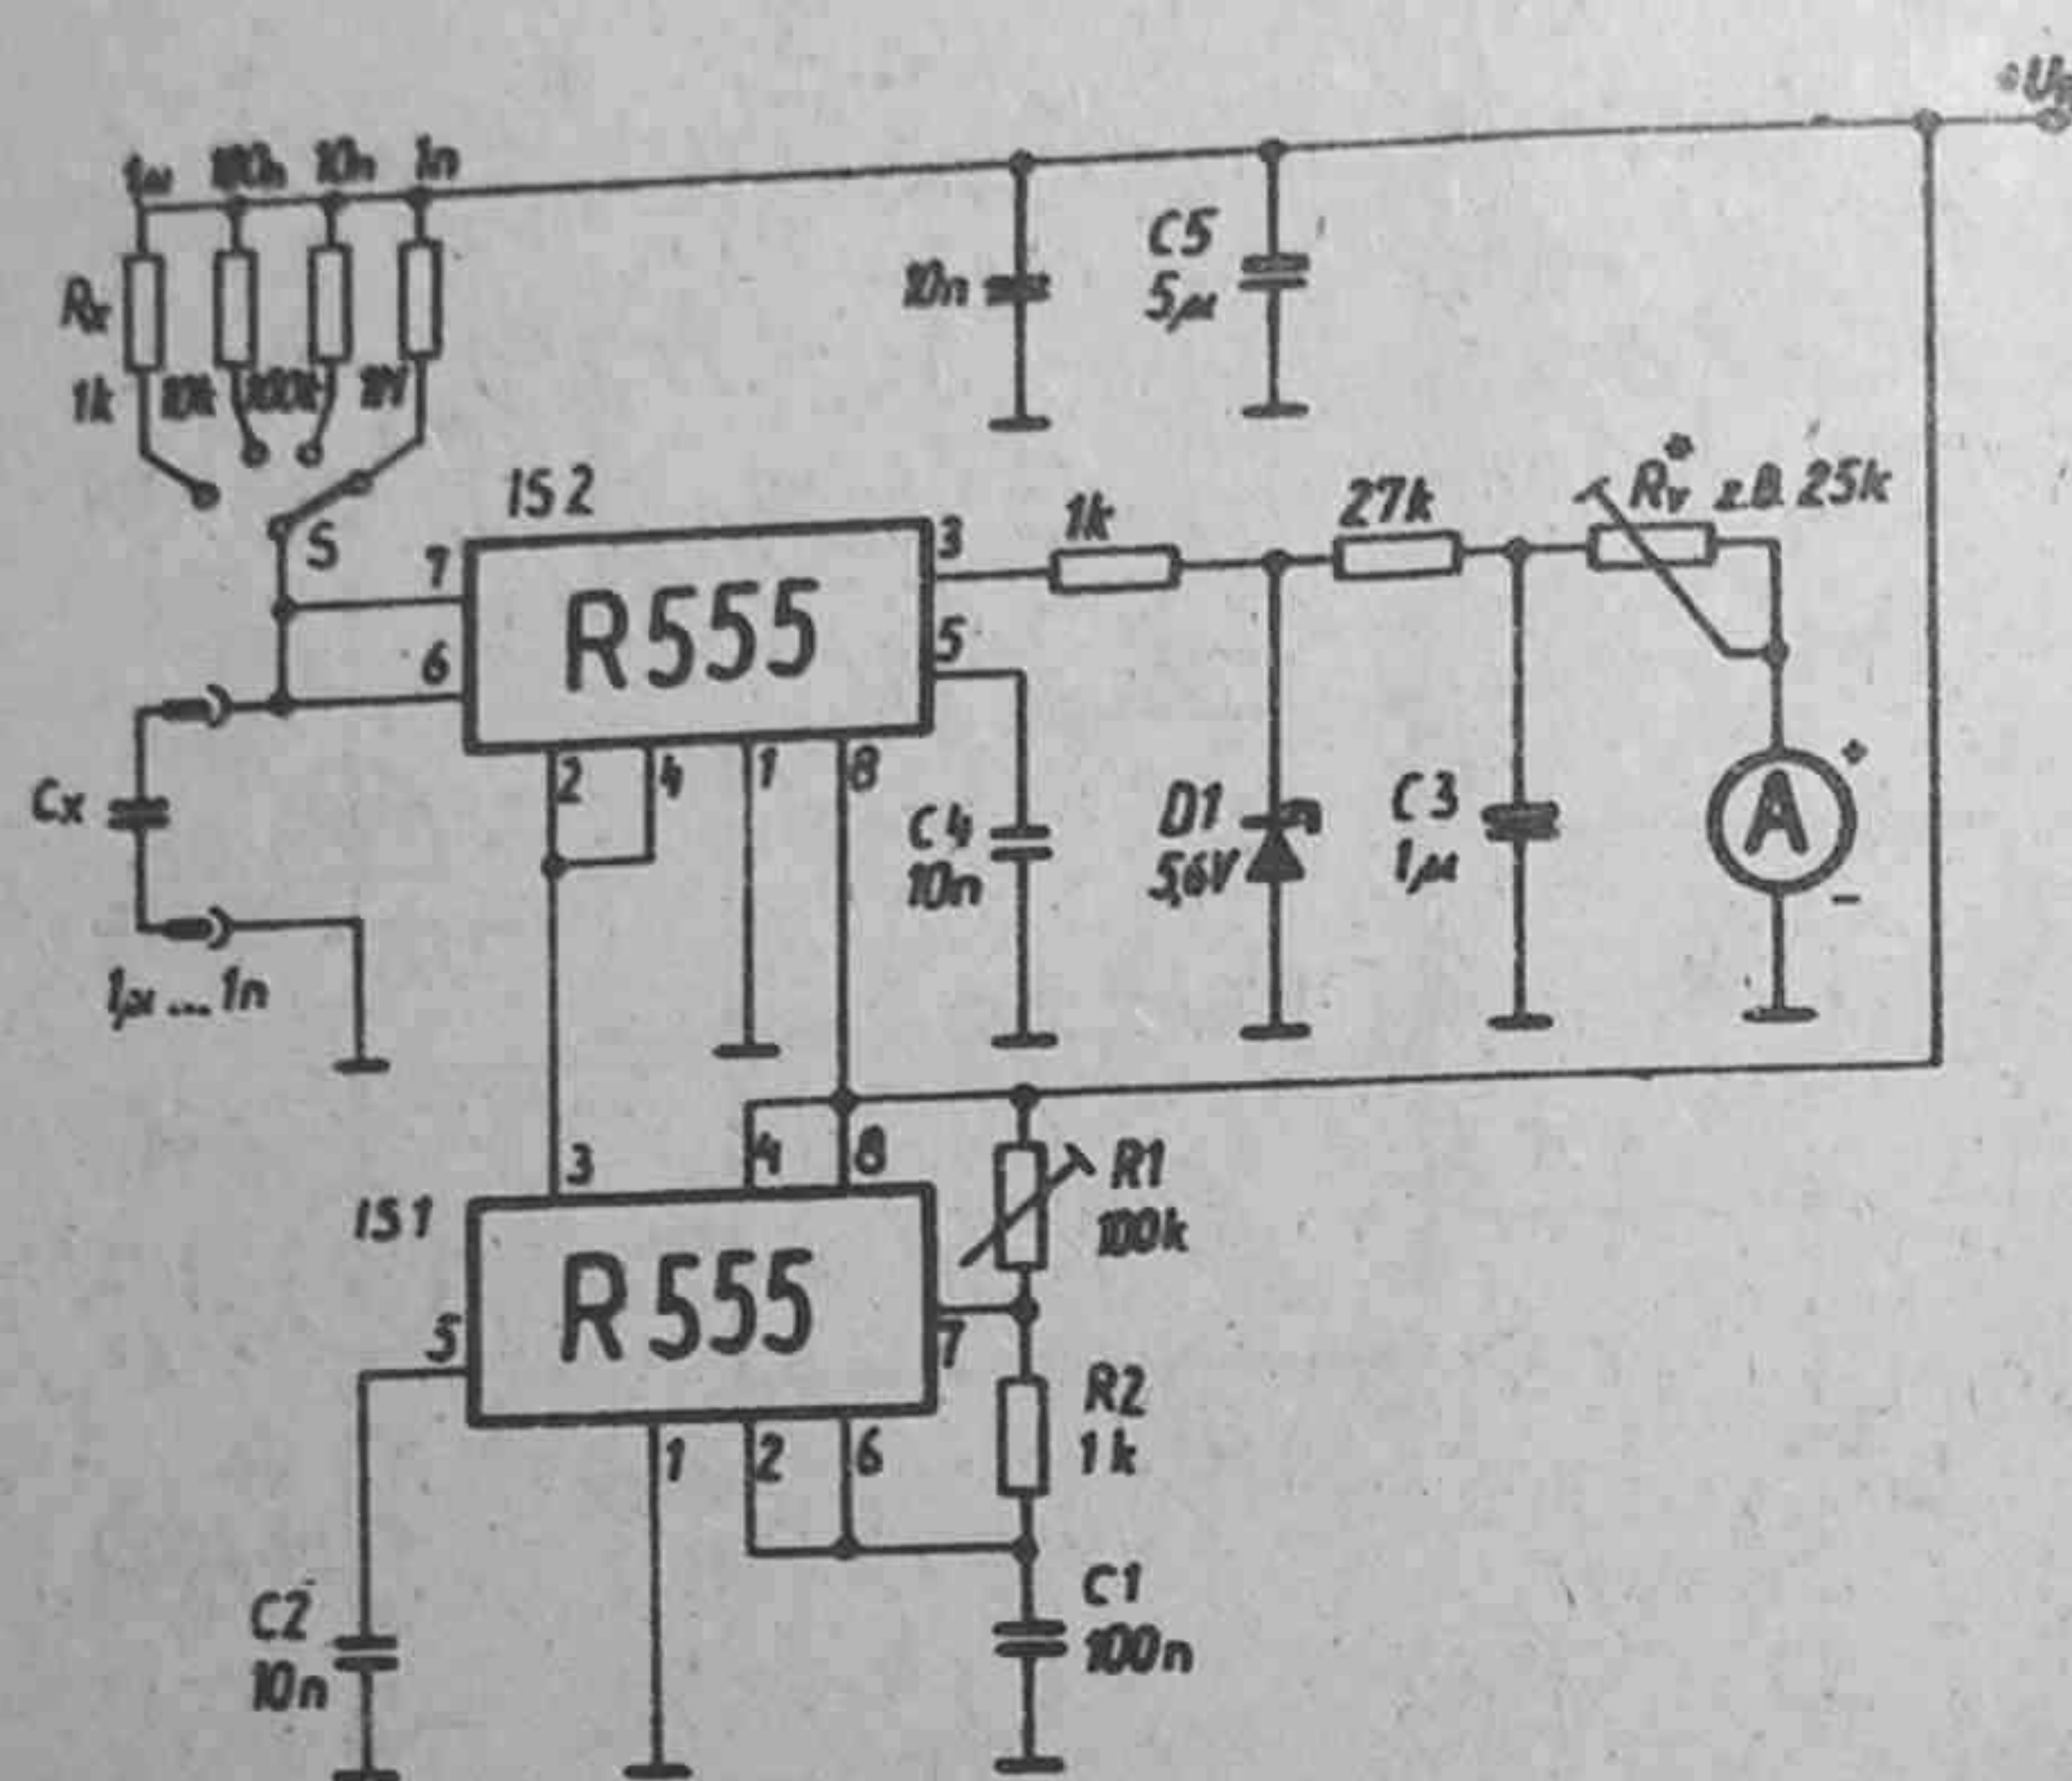 1µ 100n 10n 1n
+U
Rx
1k 10k 100k 1M
S
10n
C5
5µ
IS2
R555
7
6
3
5
2
4
1
8
1k
27k
Rv* z.B. 25k
Cx
1µ...1n
C4
10n
D1
5,6V
C3
1µ
A
+
-
3
4
8
IS1
R555
5
7
1
2
6
R1
100k
R2
1k
C2
10n
C1
100n